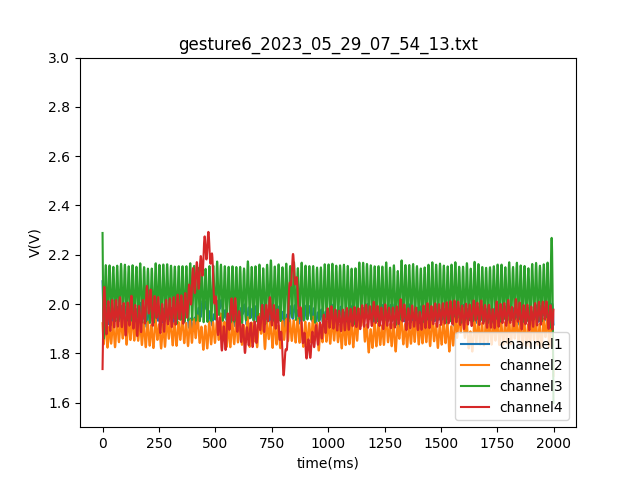 gesture6_2023_05_29_07_54_13.txt
3.0
2.8
2.6
2.4
2.2
2.0
1.8
1.6
V(V)
0 250 500 750 1000 1250 1500 1750 2000
time(ms)
channel1
channel2
channel3
channel4